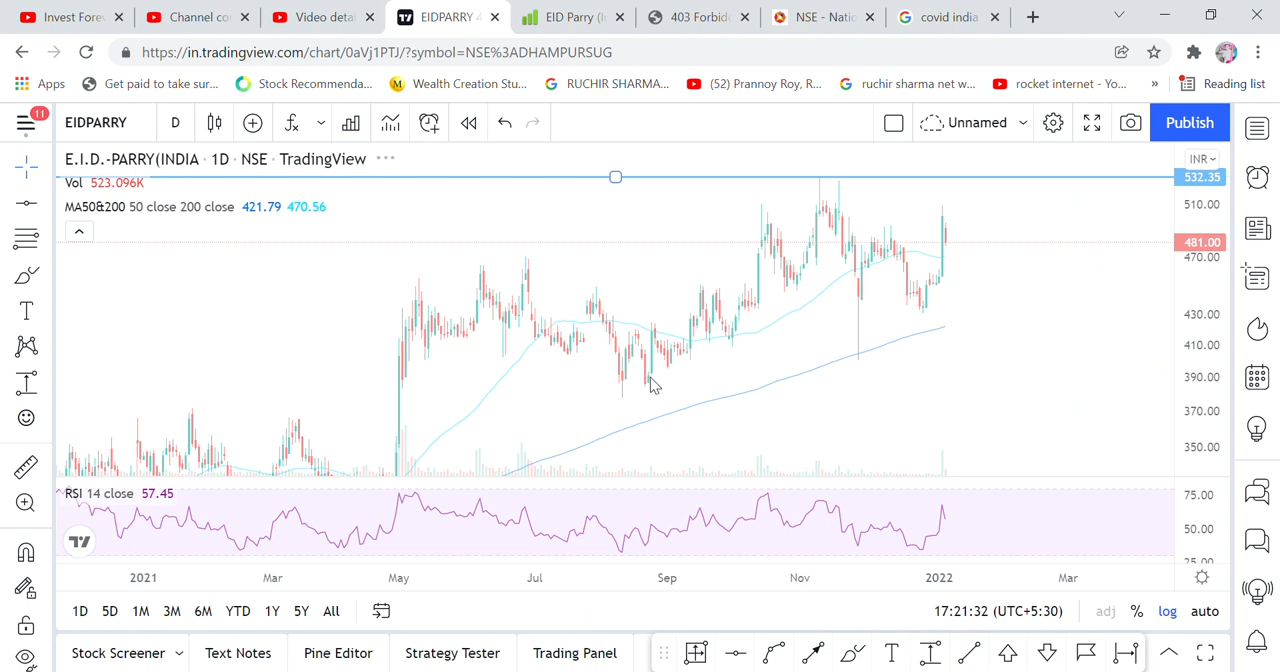 Invest Forev
Channel co
Video detai
EIDPARRY 4
EID Parry (I
403 Forbid
NSE - Natio
covid india
https://in.tradingview.com/chart/0aVj1PTJ/?symbol=NSE%3ADHAMPURSUG
Apps
Get paid to take sur...
Stock Recommenda...
Wealth Creation Stu...
RUCHIR SHARMA...
(52) Prannoy Roy, R...
ruchir sharma net w...
rocket internet - Yo...
»
Reading list
11
EIDPARRY
D
Unnamed
Publish
E.I.D.-PARRY(INDIA · 1D · NSE · TradingView
INR
Vol 523.096K
532.35
MA50&200 50 close 200 close 421.79 470.56
510.00
481.00
470.00
430.00
410.00
390.00
370.00
350.00
RSI 14 close 57.45
75.00
50.00
25.00
2021 Mar May Jul Sep Nov 2022 Mar
1D 5D 1M 3M 6M YTD 1Y 5Y All
17:21:32 (UTC+5:30)
adj % log auto
Stock Screener
Text Notes
Pine Editor
Strategy Tester
Trading Panel